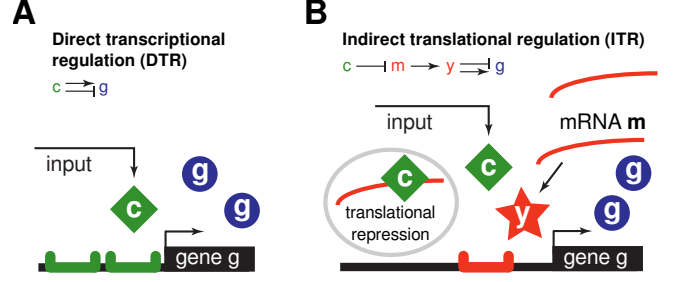 A
Direct transcriptional
regulation (DTR)
c g
input
c
g
g
gene g
B
Indirect translational regulation (ITR)
c m y g
input
mRNA m
c
c
translational
repression
y
g
g
gene g